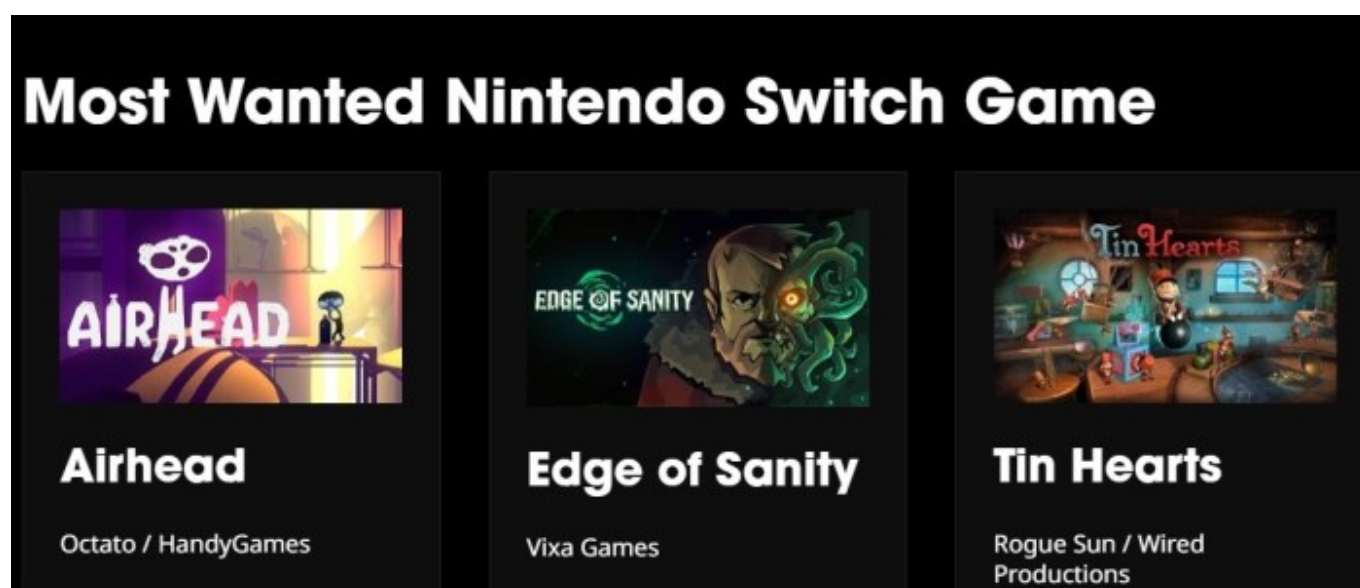 Most Wanted Nintendo Switch Game
AIRHEAD
EDGE OF SANITY
Tin Hearts
Airhead
Edge of Sanity
Tin Hearts
Octato / HandyGames
Vixa Games
Rogue Sun / Wired
Productions